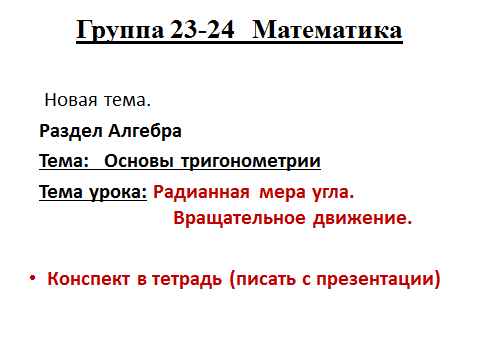 Группа 23-24 Математика
Новая тема.
Раздел Алгебра
Тема: Основы тригонометрии
Тема урока: Радианная мера угла.
Вращательное движение.
• Конспект в тетрадь (писать с презентации)